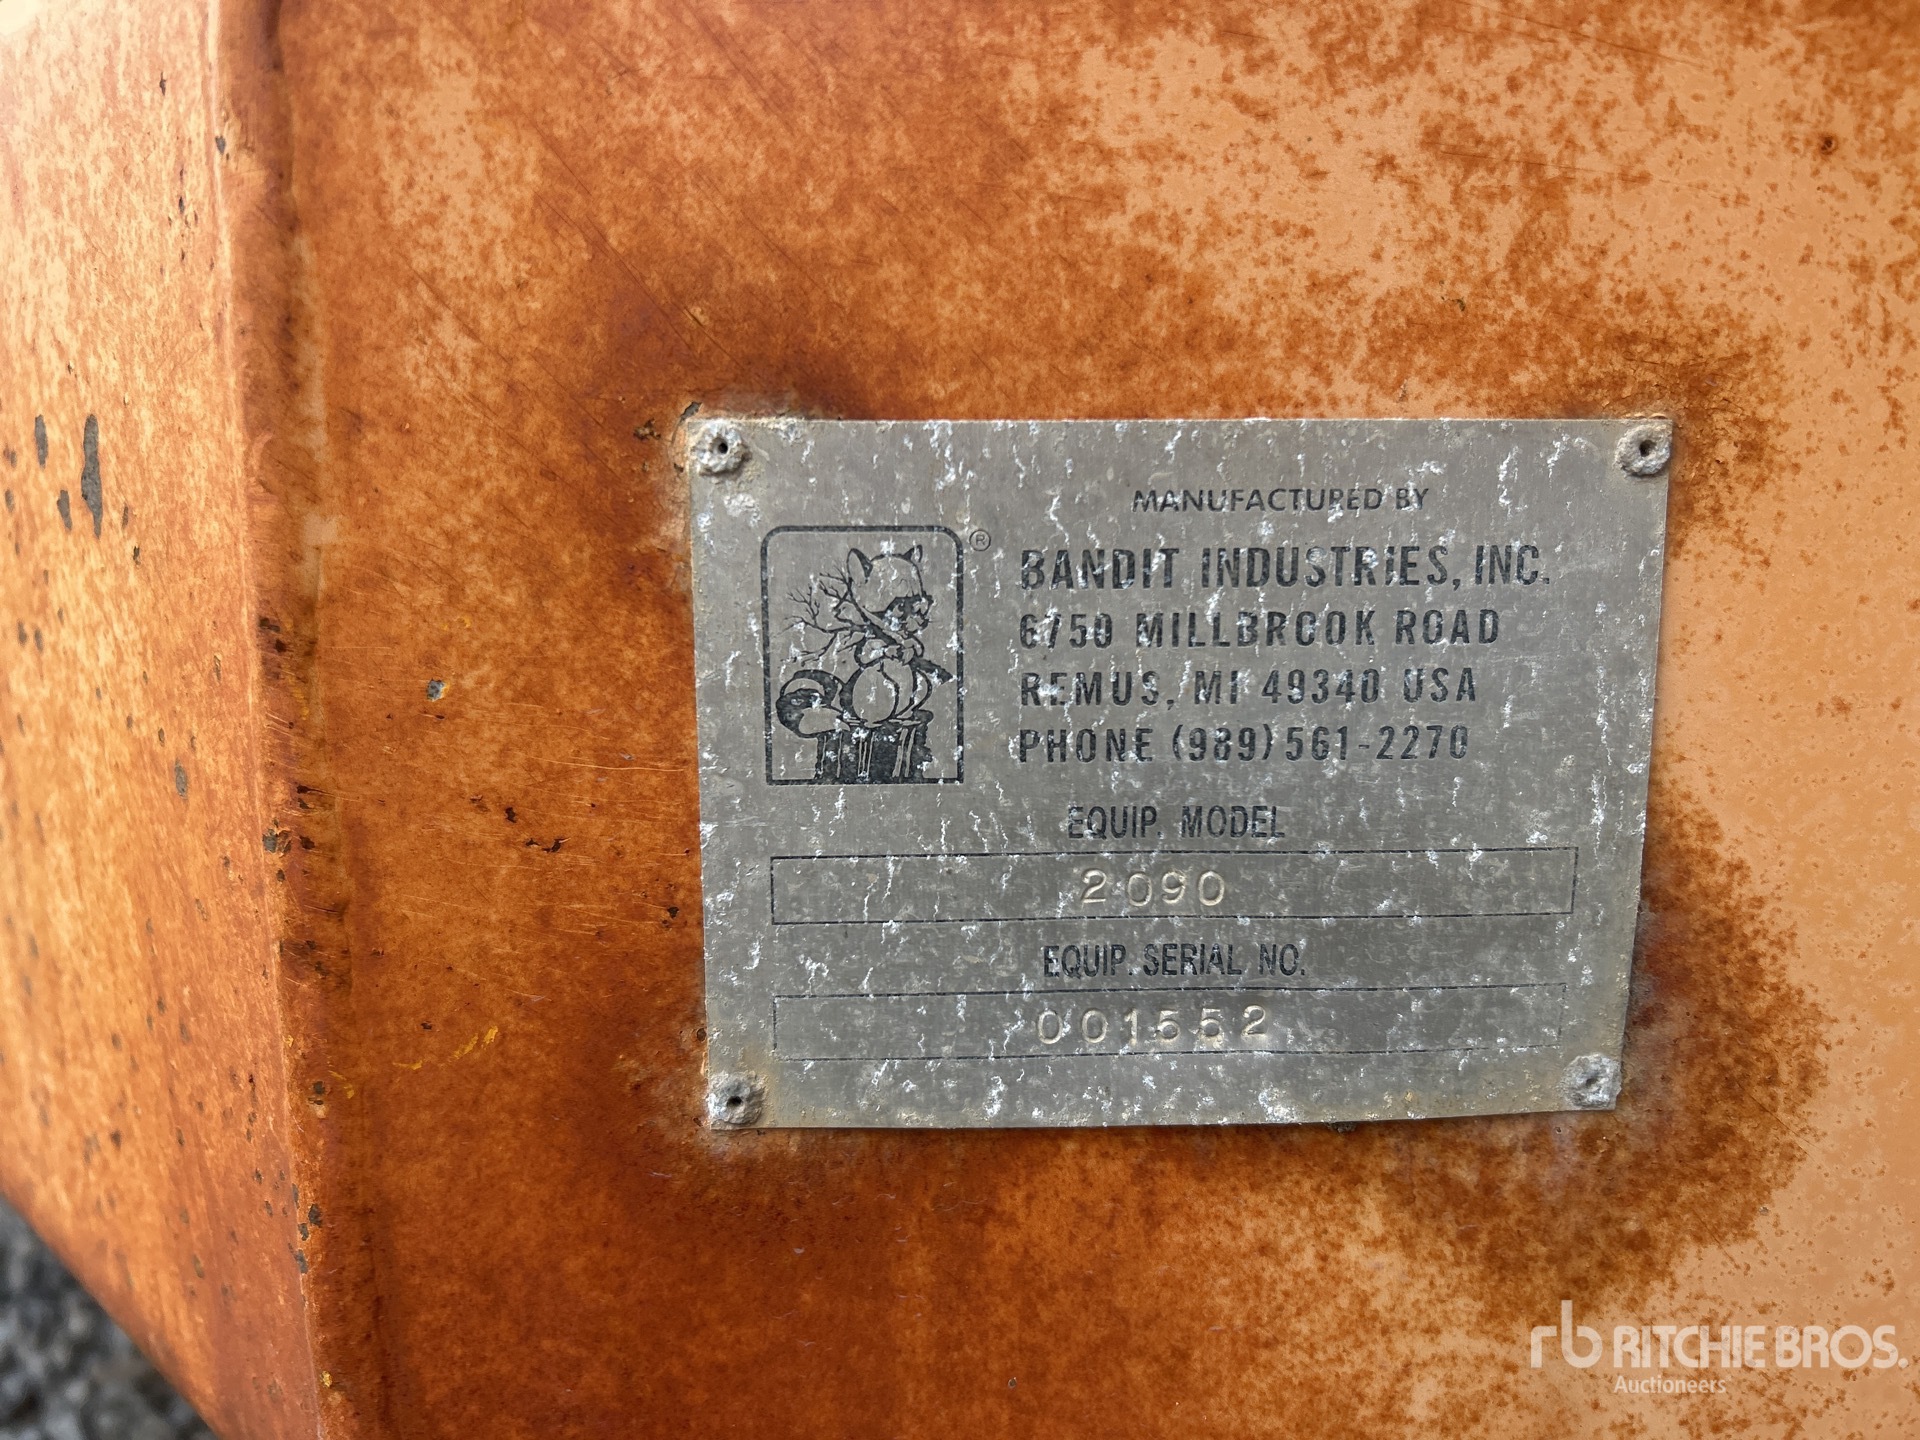 MANUFACTURED BY
®
BANDIT INDUSTRIES, INC.
6750 MILLBROOK ROAD
REMUS, MI 49340 USA
PHONE (989) 561-2270
EQUIP. MODEL
2090
EQUIP. SERIAL NO.
001552
rb RITCHIE BROS.
Auctioneers